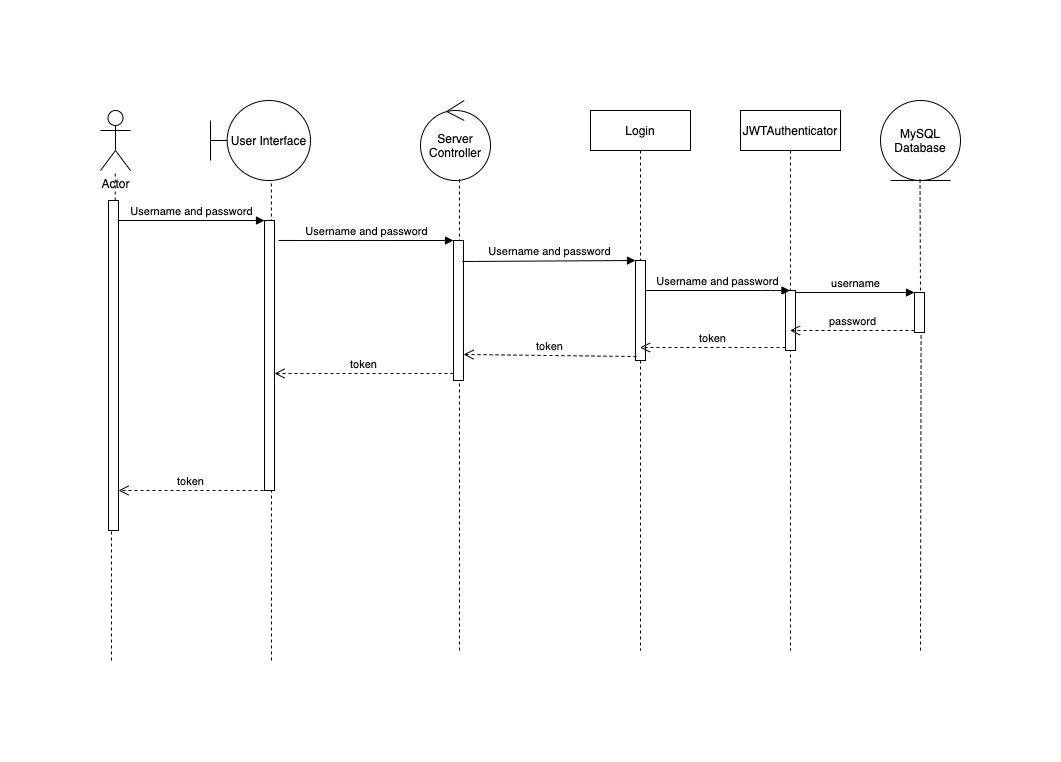 Actor
User Interface
Server
Controller
Login
JWTAuthenticator
MySQL
Database
Username and password
Username and password
Username and password
Username and password
username
password
token
token
token
token